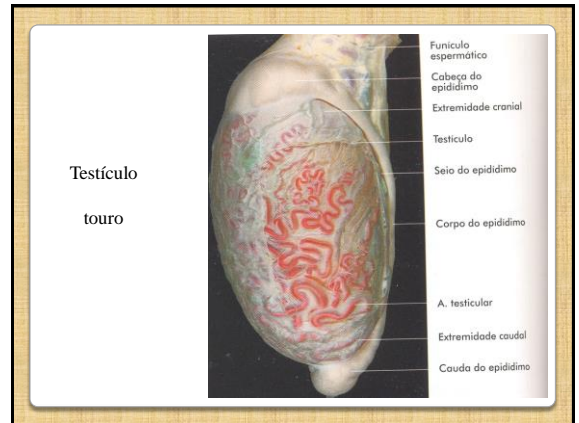 Testículo
touro
Funículo
espermático
Cabeça do
epidídimo
Extremidade cranial
Testículo
Seio do epidídimo
Corpo do epidídimo
A. testicular
Extremidade caudal
Cauda do epidídimo